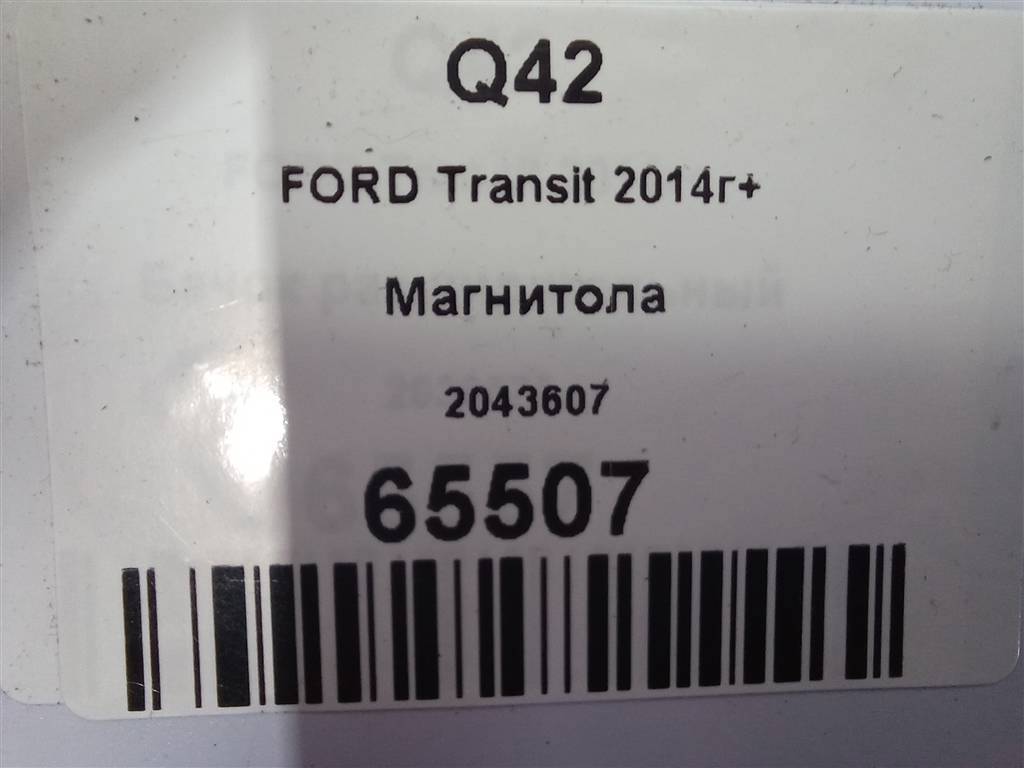 Q42
FORD Transit 2014г+
Магнитола
2043607
65507